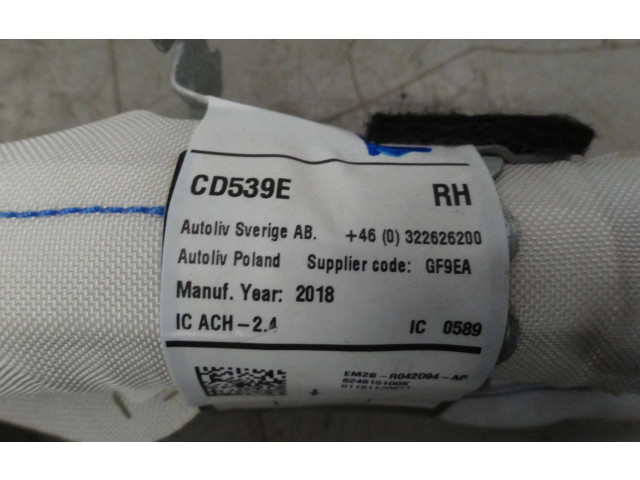 CD539E RH
Autoliv Sverige AB. +46 (0) 322626200
Autoliv Poland Supplier code: GF9EA
Manuf. Year: 2018
IC ACH-2.4 IC 0589
EM2B-R042D94-AP